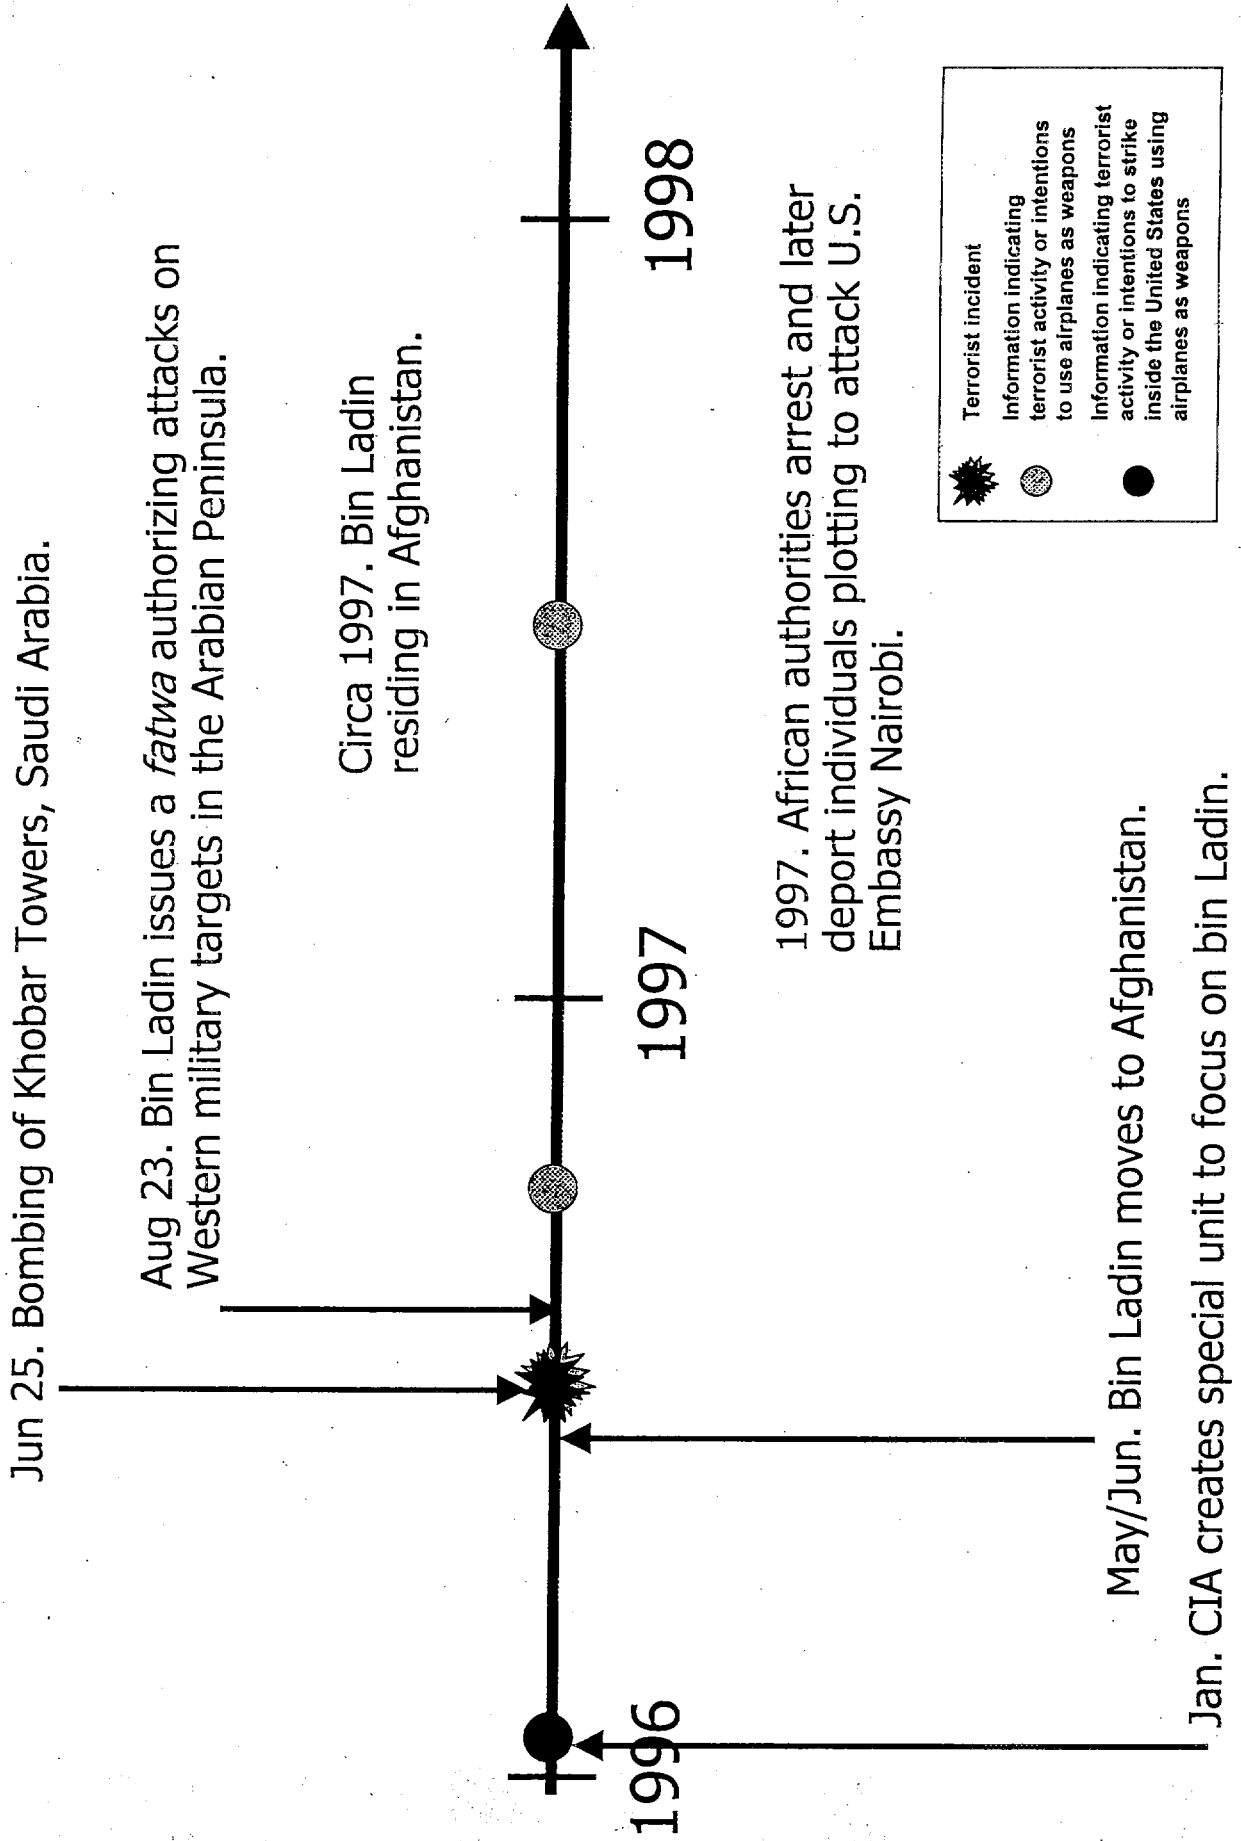 Jun 25. Bombing of Khobar Towers, Saudi Arabia.
Aug 23. Bin Ladin issues a fatwa authorizing attacks on
Western military targets in the Arabian Peninsula.
Circa 1997. Bin Ladin
residing in Afghanistan.
1996
1997
1998
1997. African authorities arrest and later
deport individuals plotting to attack U.S.
Embassy Nairobi.
May/Jun. Bin Ladin moves to Afghanistan.
Jan. CIA creates special unit to focus on bin Ladin.
Terrorist incident
Information indicating
terrorist activity or intentions
to use airplanes as weapons
Information indicating terrorist
activity or intentions to strike
inside the United States using
airplanes as weapons